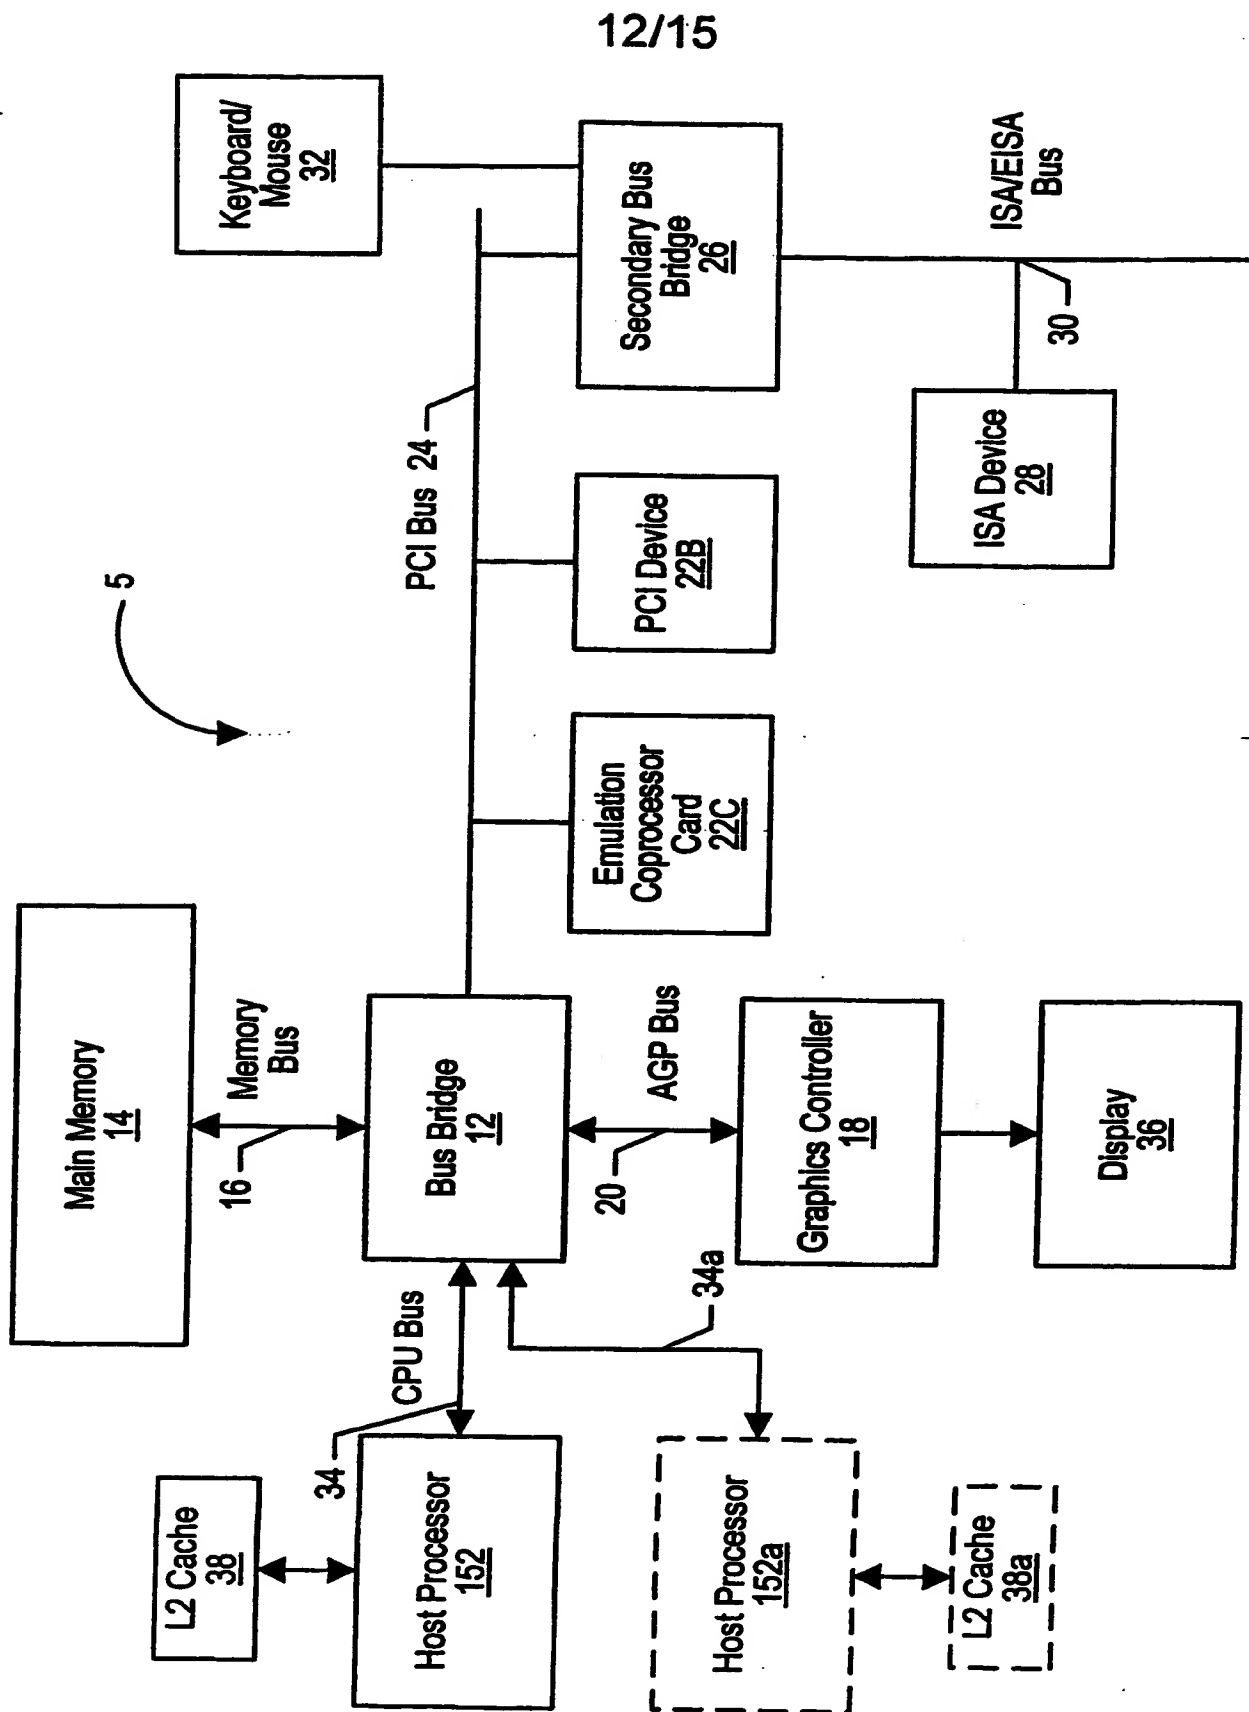 12/15
L2 Cache
38
Host Processor
152
34
CPU Bus
Main Memory
14
16
Memory
Bus
Bus Bridge
12
20
AGP Bus
Graphics Controller
18
Display
36
34a
Host Processor
152a
L2 Cache
38a
5
PCI Bus 24
Emulation
Coprocessor
Card
22C
PCI Device
22B
Keyboard/
Mouse
32
Secondary Bus
Bridge
26
ISA Device
28
30
ISA/EISA
Bus